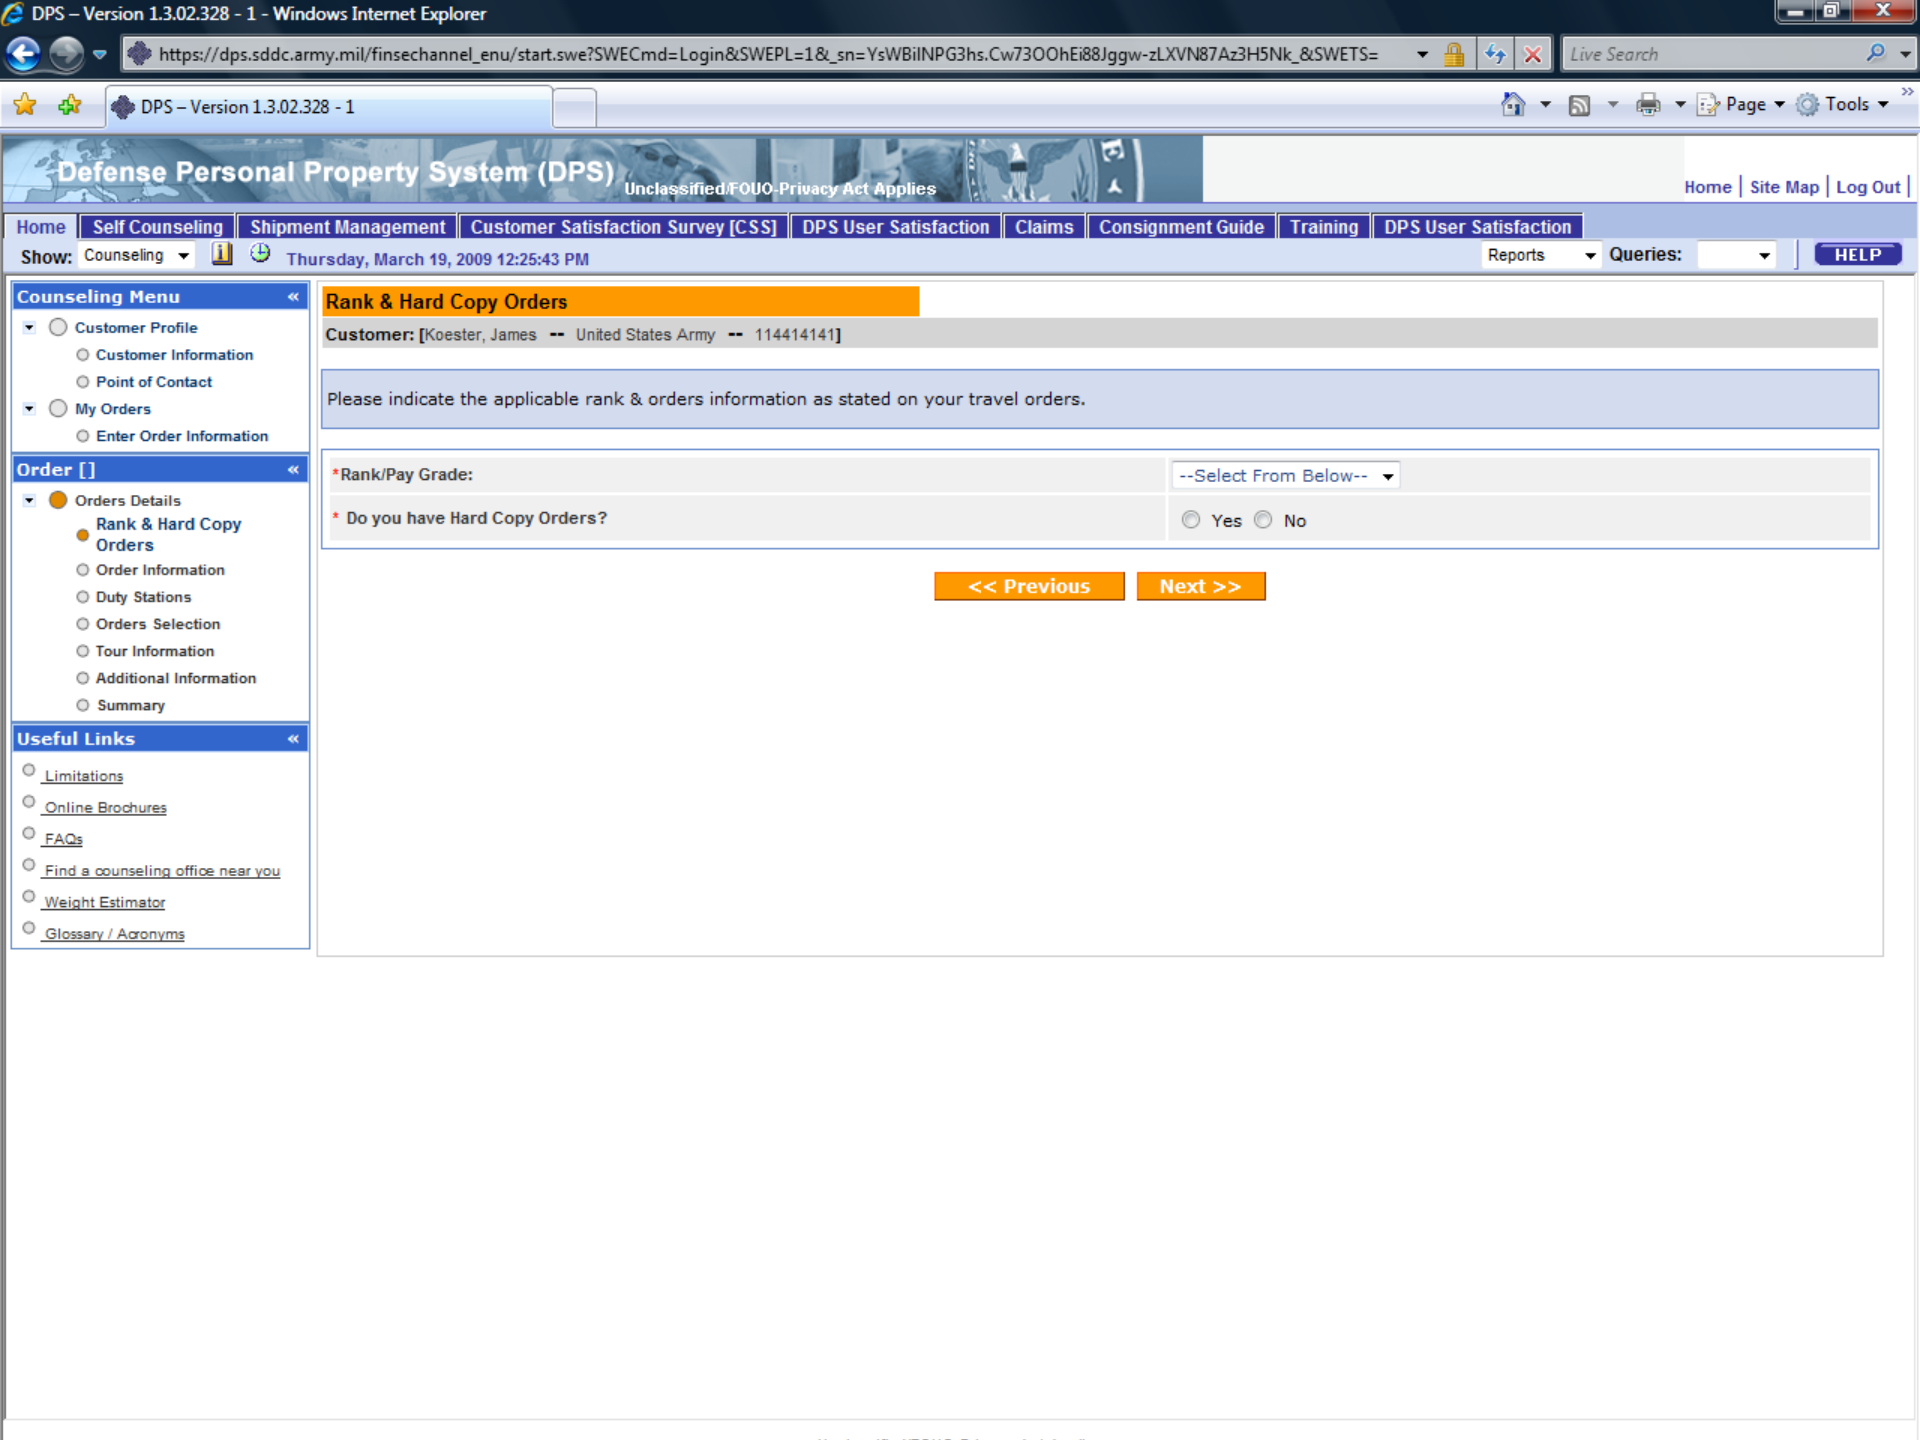 DPS – Version 1.3.02.328 - 1 - Windows Internet Explorer
https://dps.sddc.army.mil/finsechannel_enu/start.swe?SWECmd=Login&SWEPL=1&_sn=YsWBilNPG3hs.Cw73OOhEi88Jggw-zLXVN87Az3H5Nk_&SWETS=
Live Search
DPS – Version 1.3.02.328 - 1
Page
Tools
Defense Personal Property System (DPS) Unclassified/FOUO-Privacy Act Applies
Home | Site Map | Log Out |
Home Self Counseling Shipment Management Customer Satisfaction Survey [CSS] DPS User Satisfaction Claims Consignment Guide Training DPS User Satisfaction
Show: Counseling Thursday, March 19, 2009 12:25:43 PM Reports Queries: HELP
Counseling Menu «
Customer Profile
Customer Information
Point of Contact
My Orders
Enter Order Information
Order [] «
Orders Details
Rank & Hard Copy
Orders
Order Information
Duty Stations
Orders Selection
Tour Information
Additional Information
Summary
Useful Links «
Limitations
Online Brochures
FAQs
Find a counseling office near you
Weight Estimator
Glossary / Acronyms
Rank & Hard Copy Orders
Customer: [Koester, James -- United States Army -- 114414141]
Please indicate the applicable rank & orders information as stated on your travel orders.
*Rank/Pay Grade: --Select From Below--
* Do you have Hard Copy Orders? Yes No
<< Previous Next >>